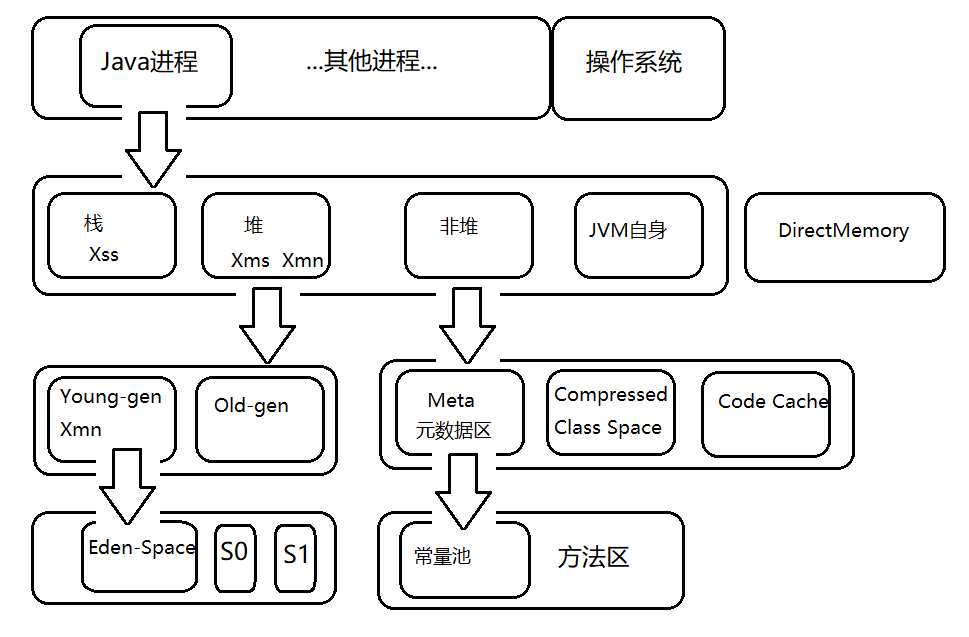 Java进程
...其他进程...
操作系统
栈
Xss
堆
Xms Xmn
非堆
JVM自身
DirectMemory
Young-gen
Xmn
Old-gen
Meta
元数据区
Compressed
Class Space
Code Cache
Eden-Space
S0
S1
常量池
方法区